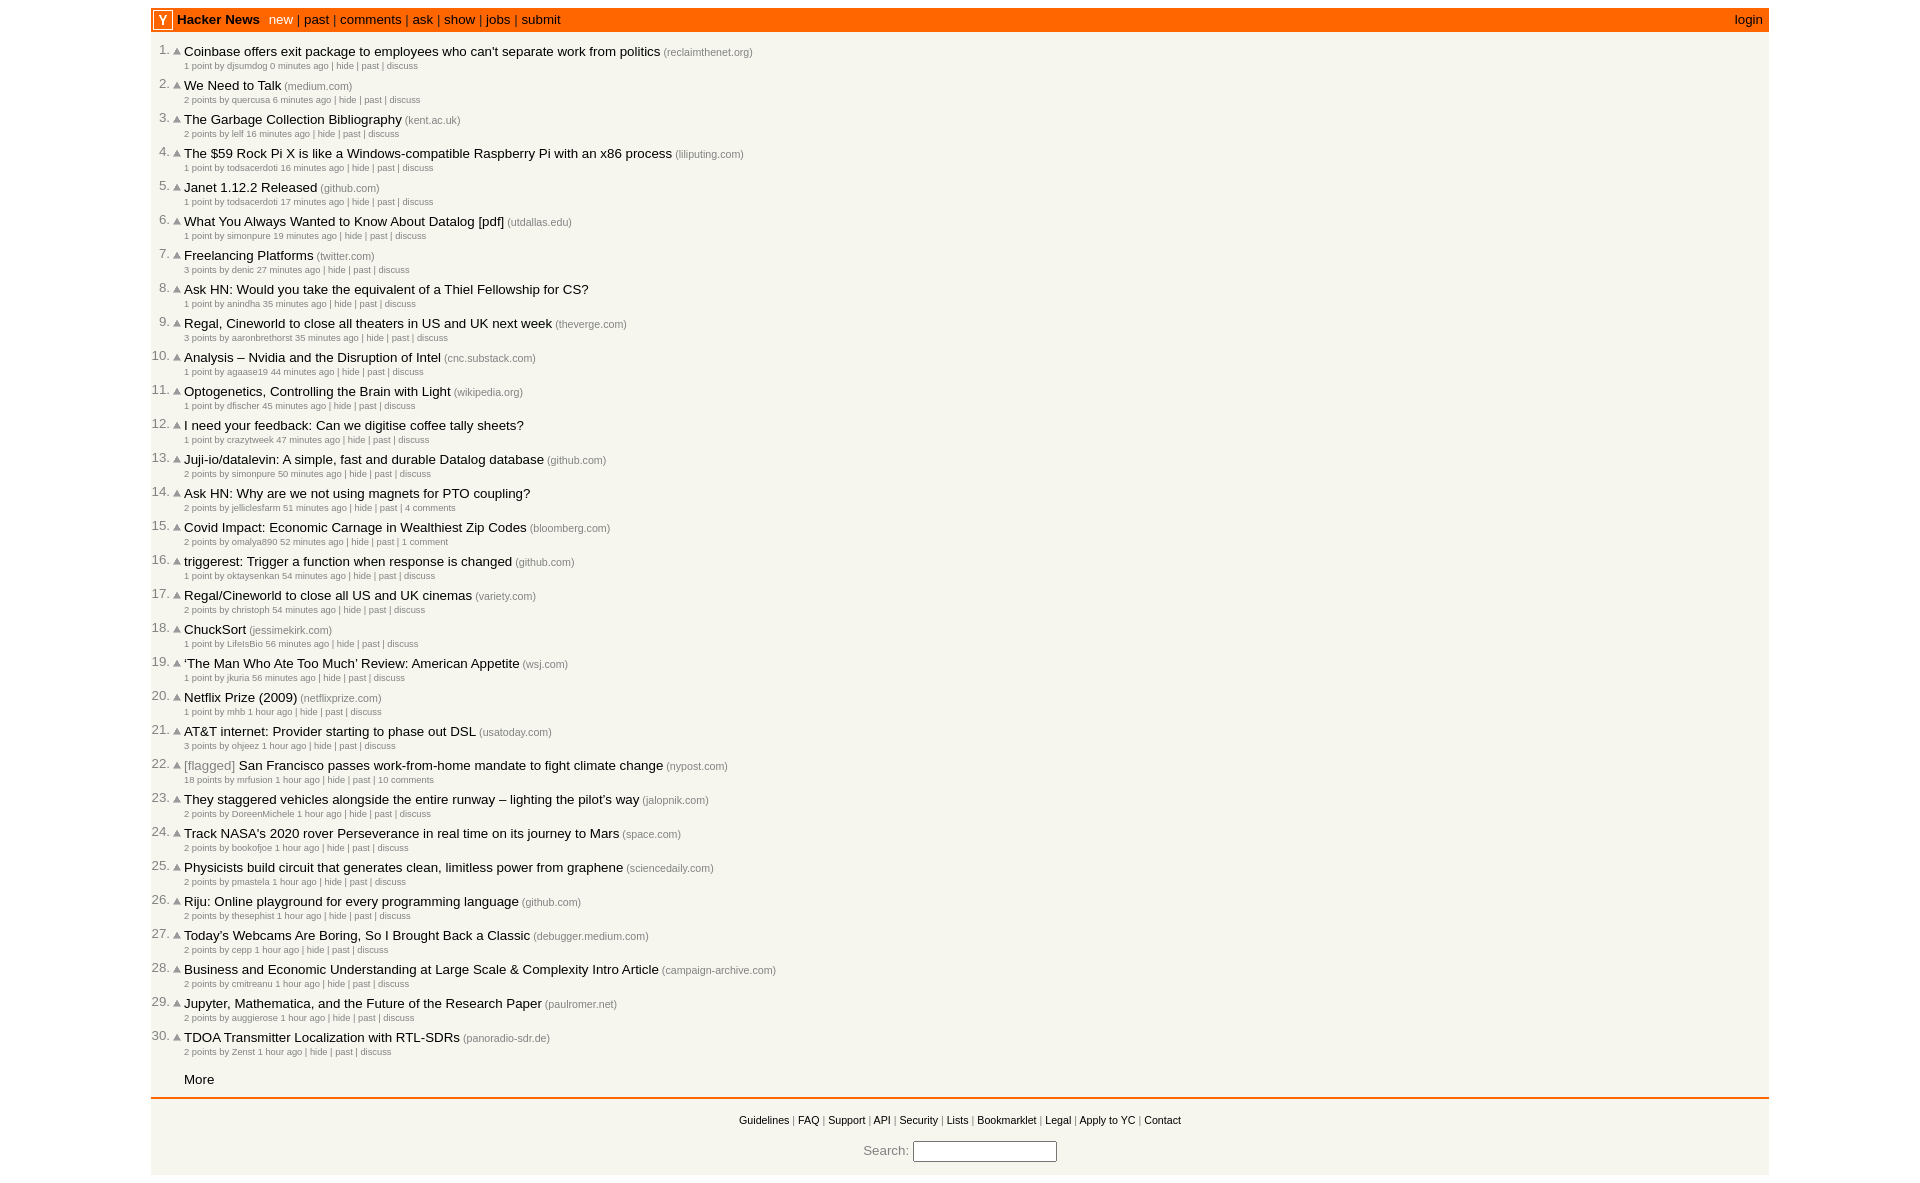 Y Hacker News new | past | comments | ask | show | jobs | submit login
1. Coinbase offers exit package to employees who can't separate work from politics (reclaimthenet.org)
1 point by djsumdog 0 minutes ago | hide | past | discuss
2. We Need to Talk (medium.com)
2 points by quercusa 6 minutes ago | hide | past | discuss
3. The Garbage Collection Bibliography (kent.ac.uk)
2 points by lelf 16 minutes ago | hide | past | discuss
4. The $59 Rock Pi X is like a Windows-compatible Raspberry Pi with an x86 process (liliputing.com)
1 point by todsacerdoti 16 minutes ago | hide | past | discuss
5. Janet 1.12.2 Released (github.com)
1 point by todsacerdoti 17 minutes ago | hide | past | discuss
6. What You Always Wanted to Know About Datalog [pdf] (utdallas.edu)
1 point by simonpure 19 minutes ago | hide | past | discuss
7. Freelancing Platforms (twitter.com)
3 points by denic 27 minutes ago | hide | past | discuss
8. Ask HN: Would you take the equivalent of a Thiel Fellowship for CS?
1 point by anindha 35 minutes ago | hide | past | discuss
9. Regal, Cineworld to close all theaters in US and UK next week (theverge.com)
3 points by aaronbrethorst 35 minutes ago | hide | past | discuss
10. Analysis – Nvidia and the Disruption of Intel (cnc.substack.com)
1 point by agaase19 44 minutes ago | hide | past | discuss
11. Optogenetics, Controlling the Brain with Light (wikipedia.org)
1 point by dfischer 45 minutes ago | hide | past | discuss
12. I need your feedback: Can we digitise coffee tally sheets?
1 point by crazytweek 47 minutes ago | hide | past | discuss
13. Juji-io/datalevin: A simple, fast and durable Datalog database (github.com)
2 points by simonpure 50 minutes ago | hide | past | discuss
14. Ask HN: Why are we not using magnets for PTO coupling?
2 points by jelliclesfarm 51 minutes ago | hide | past | 4 comments
15. Covid Impact: Economic Carnage in Wealthiest Zip Codes (bloomberg.com)
2 points by omalya890 52 minutes ago | hide | past | 1 comment
16. triggerest: Trigger a function when response is changed (github.com)
1 point by oktaysenkan 54 minutes ago | hide | past | discuss
17. Regal/Cineworld to close all US and UK cinemas (variety.com)
2 points by christoph 54 minutes ago | hide | past | discuss
18. ChuckSort (jessimekirk.com)
1 point by LifeIsBio 56 minutes ago | hide | past | discuss
19. ‘The Man Who Ate Too Much’ Review: American Appetite (wsj.com)
1 point by jkuria 56 minutes ago | hide | past | discuss
20. Netflix Prize (2009) (netflixprize.com)
1 point by mhb 1 hour ago | hide | past | discuss
21. AT&T internet: Provider starting to phase out DSL (usatoday.com)
3 points by ohjeez 1 hour ago | hide | past | discuss
22. [flagged] San Francisco passes work-from-home mandate to fight climate change (nypost.com)
18 points by mrfusion 1 hour ago | hide | past | 10 comments
23. They staggered vehicles alongside the entire runway – lighting the pilot’s way (jalopnik.com)
2 points by DoreenMichele 1 hour ago | hide | past | discuss
24. Track NASA's 2020 rover Perseverance in real time on its journey to Mars (space.com)
2 points by bookofjoe 1 hour ago | hide | past | discuss
25. Physicists build circuit that generates clean, limitless power from graphene (sciencedaily.com)
2 points by pmastela 1 hour ago | hide | past | discuss
26. Riju: Online playground for every programming language (github.com)
2 points by thesephist 1 hour ago | hide | past | discuss
27. Today’s Webcams Are Boring, So I Brought Back a Classic (debugger.medium.com)
2 points by cepp 1 hour ago | hide | past | discuss
28. Business and Economic Understanding at Large Scale & Complexity Intro Article (campaign-archive.com)
2 points by cmitreanu 1 hour ago | hide | past | discuss
29. Jupyter, Mathematica, and the Future of the Research Paper (paulromer.net)
2 points by auggierose 1 hour ago | hide | past | discuss
30. TDOA Transmitter Localization with RTL-SDRs (panoradio-sdr.de)
2 points by Zenst 1 hour ago | hide | past | discuss
More
Guidelines | FAQ | Support | API | Security | Lists | Bookmarklet | Legal | Apply to YC | Contact
Search: